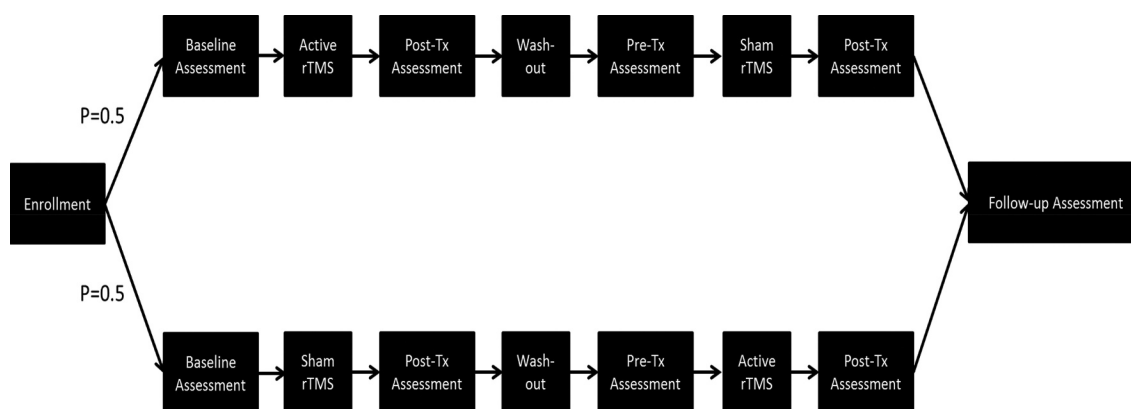 Baseline
Assessment
Active
rTMS
Post-Tx
Assessment
Wash-
out
Pre-Tx
Assessment
Sham
rTMS
Post-Tx
Assessment
P=0.5
Enrollment
Follow-up Assessment
P=0.5
Baseline
Assessment
Sham
rTMS
Post-Tx
Assessment
Wash-
out
Pre-Tx
Assessment
Active
rTMS
Post-Tx
Assessment